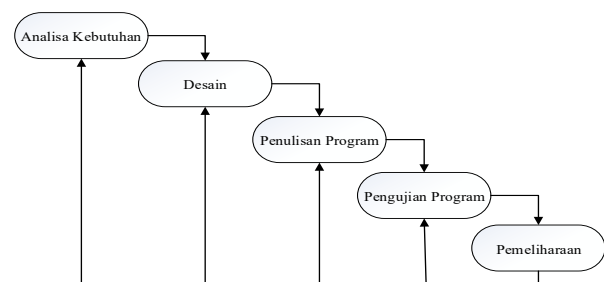 Analisa Kebutuhan
Desain
Penulisan Program
Pengujian Program
Pemeliharaan